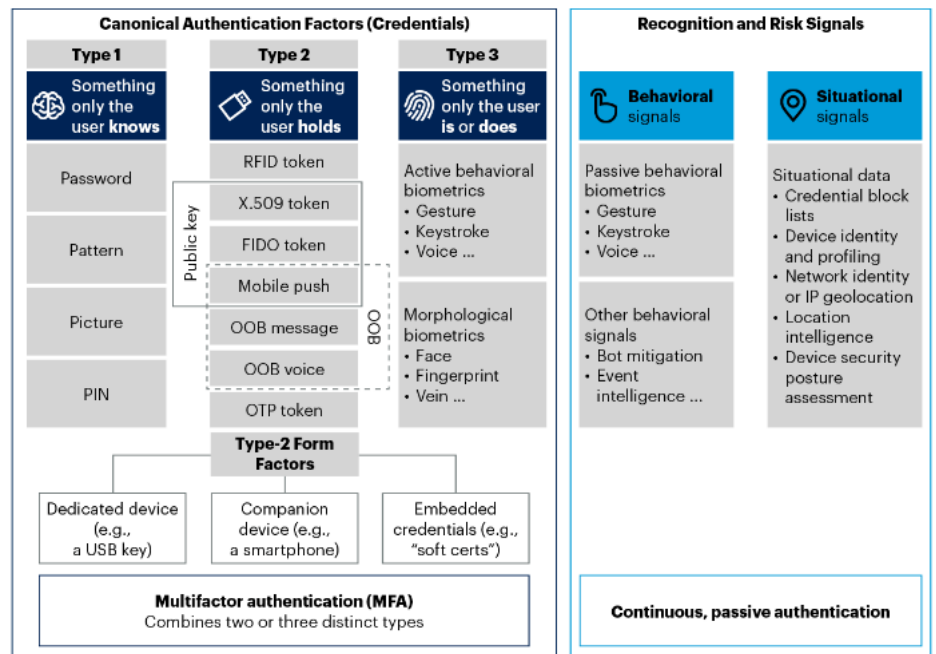 Canonical Authentication Factors (Credentials)
Type 1
Something
only the
user knows
Password
Pattern
Picture
PIN
Type 2
Something
only the
user holds
RFID token
X.509 token
FIDO token
Mobile push
OOB message
OOB voice
OTP token
Public key
OOB
Type 3
Something
only the user
is or does
Active behavioral
biometrics
• Gesture
• Keystroke
• Voice ...
Morphological
biometrics
• Face
• Fingerprint
• Vein ...
Type-2 Form
Factors
Dedicated device
(e.g.,
a USB key)
Companion
device (e.g.,
a smartphone)
Embedded
credentials (e.g.,
“soft certs”)
Multifactor authentication (MFA)
Combines two or three distinct types
Recognition and Risk Signals
Behavioral
signals
Passive behavioral
biometrics
• Gesture
• Keystroke
• Voice ...
Other behavioral
signals
• Bot mitigation
• Event
intelligence ...
Situational
signals
Situational data
• Credential block
lists
• Device identity
and profiling
• Network identity
or IP geolocation
• Location
intelligence
• Device security
posture
assessment
Continuous, passive authentication